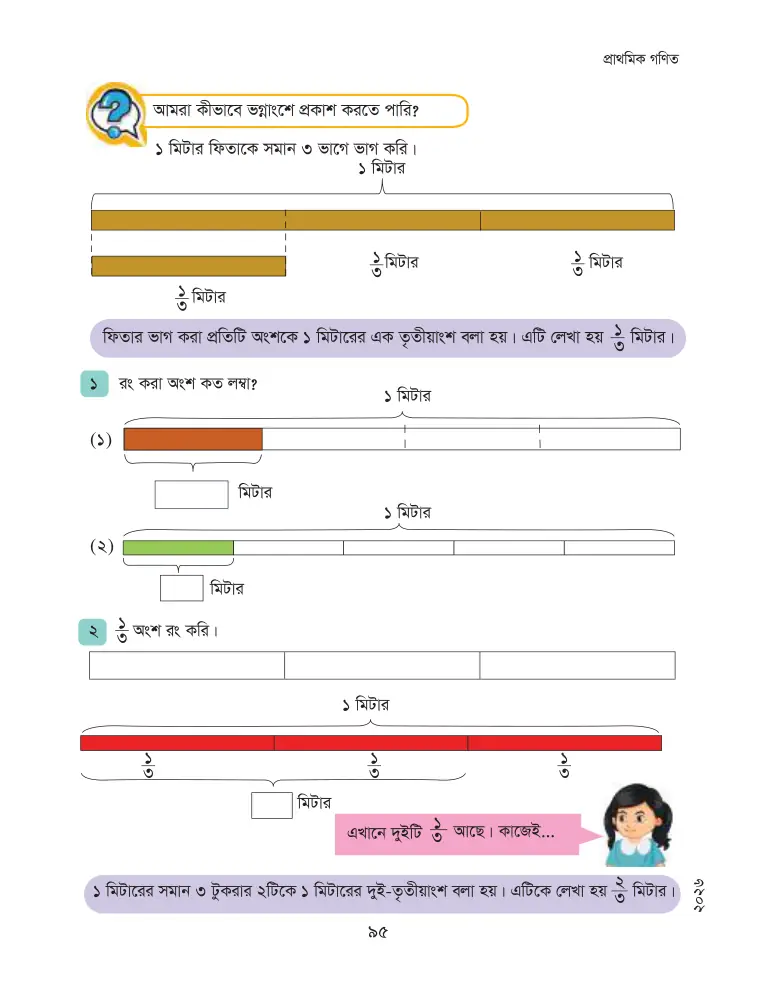 প্রাথমিক গণিত
আমরা কীভাবে ভগ্নাংশে প্রকাশ করতে পারি?
১ মিটার ফিতাকে সমান ৩ ভাগে ভাগ করি।
১ মিটার
১/৩ মিটার
১/৩ মিটার
১/৩ মিটার
ফিতার ভাগ করা প্রতিটি অংশকে ১ মিটারের এক তৃতীয়াংশ বলা হয়। এটি লেখা হয় ১/৩ মিটার।
১ রং করা অংশ কত লম্বা?
১ মিটার
(১)
মিটার
১ মিটার
(২)
মিটার
২ ১/৩ অংশ রং করি।
১ মিটার
১/৩ ১/৩ ১/৩
মিটার
এখানে দুইটি ১/৩ আছে। কাজেই...
১ মিটারের সমান ৩ টুকরার ২টিকে ১ মিটারের দুই-তৃতীয়াংশ বলা হয়। এটিকে লেখা হয় ২/৩ মিটার।
২০২৬
৯৫